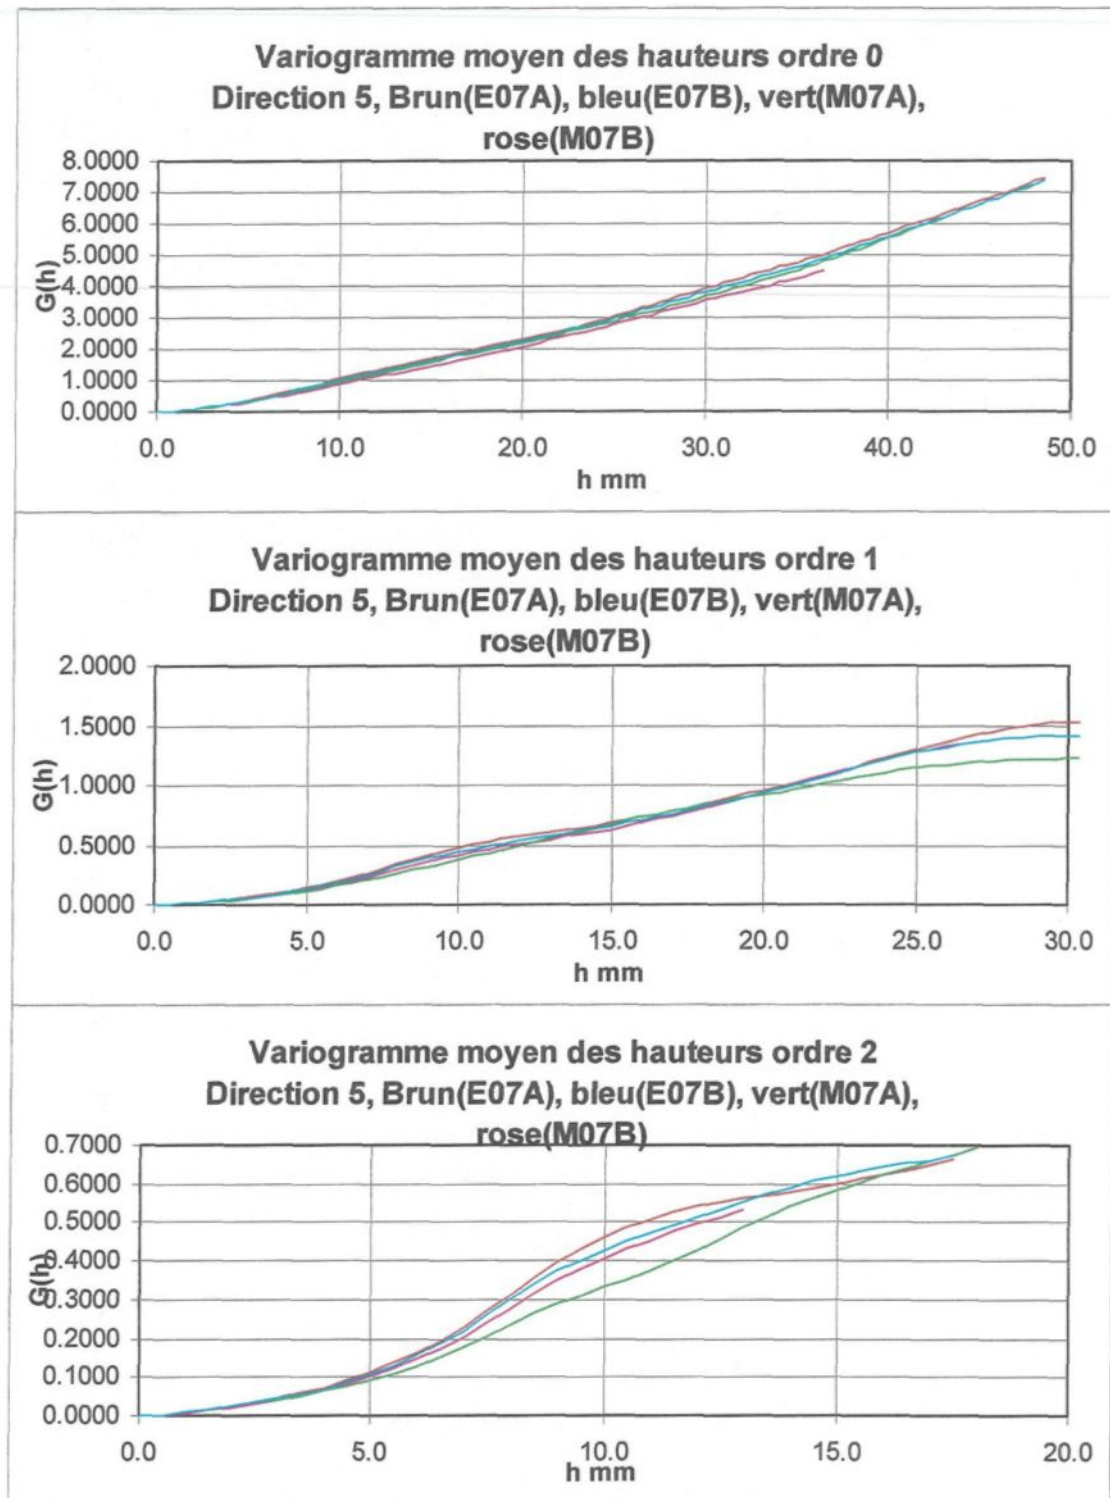 Variogramme moyen des hauteurs ordre 0
Direction 5, Brun(E07A), bleu(E07B), vert(M07A),
rose(M07B)
8.0000
7.0000
6.0000
5.0000
4.0000
3.0000
2.0000
1.0000
0.0000
G(h)
0.0 10.0 20.0 30.0 40.0 50.0
h mm
Variogramme moyen des hauteurs ordre 1
Direction 5, Brun(E07A), bleu(E07B), vert(M07A),
rose(M07B)
2.0000
1.5000
1.0000
0.5000
0.0000
G(h)
0.0 5.0 10.0 15.0 20.0 25.0 30.0
h mm
Variogramme moyen des hauteurs ordre 2
Direction 5, Brun(E07A), bleu(E07B), vert(M07A),
rose(M07B)
0.7000
0.6000
0.5000
0.4000
0.3000
0.2000
0.1000
0.0000
G(h)
0.0 5.0 10.0 15.0 20.0
h mm